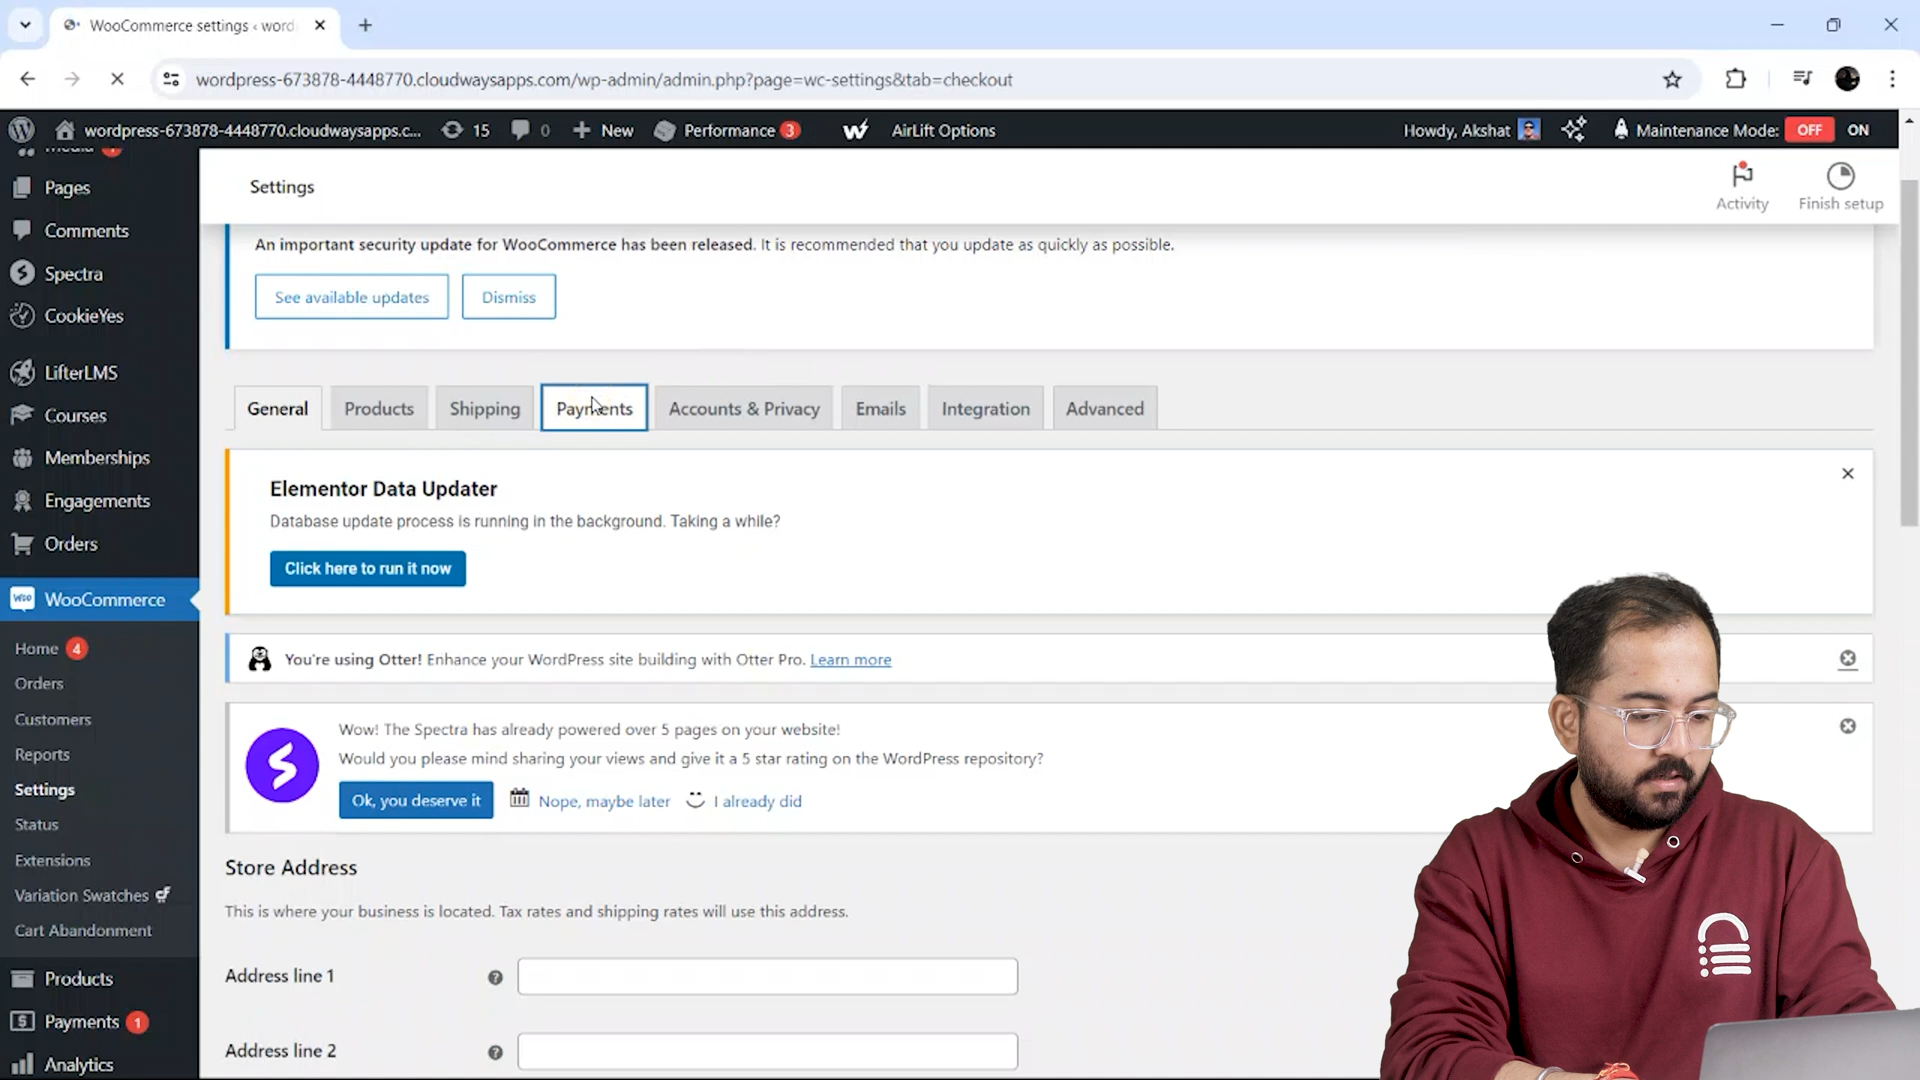 WooCommerce settings ‹ word
wordpress-673878-4448770.cloudwaysapps.com/wp-admin/admin.php?page=wc-settings&tab=checkout
wordpress-673878-4448770.cloudwaysapps.c... 15 0 New Performance 3 AirLift Options Howdy, Akshat Maintenance Mode: OFF ON
Media
Pages
Comments
Spectra
CookieYes
LifterLMS
Courses
Memberships
Engagements
Orders
Woo WooCommerce
Home 4
Orders
Customers
Reports
Settings
Status
Extensions
Variation Swatches
Cart Abandonment
Products
Payments 1
Analytics
Settings
Activity
Finish setup
An important security update for WooCommerce has been released. It is recommended that you update as quickly as possible.
See available updates Dismiss
General Products Shipping Payments Accounts & Privacy Emails Integration Advanced
Elementor Data Updater
Database update process is running in the background. Taking a while?
Click here to run it now
You're using Otter! Enhance your WordPress site building with Otter Pro. Learn more
Wow! The Spectra has already powered over 5 pages on your website!
Would you please mind sharing your views and give it a 5 star rating on the WordPress repository?
Ok, you deserve it Nope, maybe later I already did
Store Address
This is where your business is located. Tax rates and shipping rates will use this address.
Address line 1
Address line 2